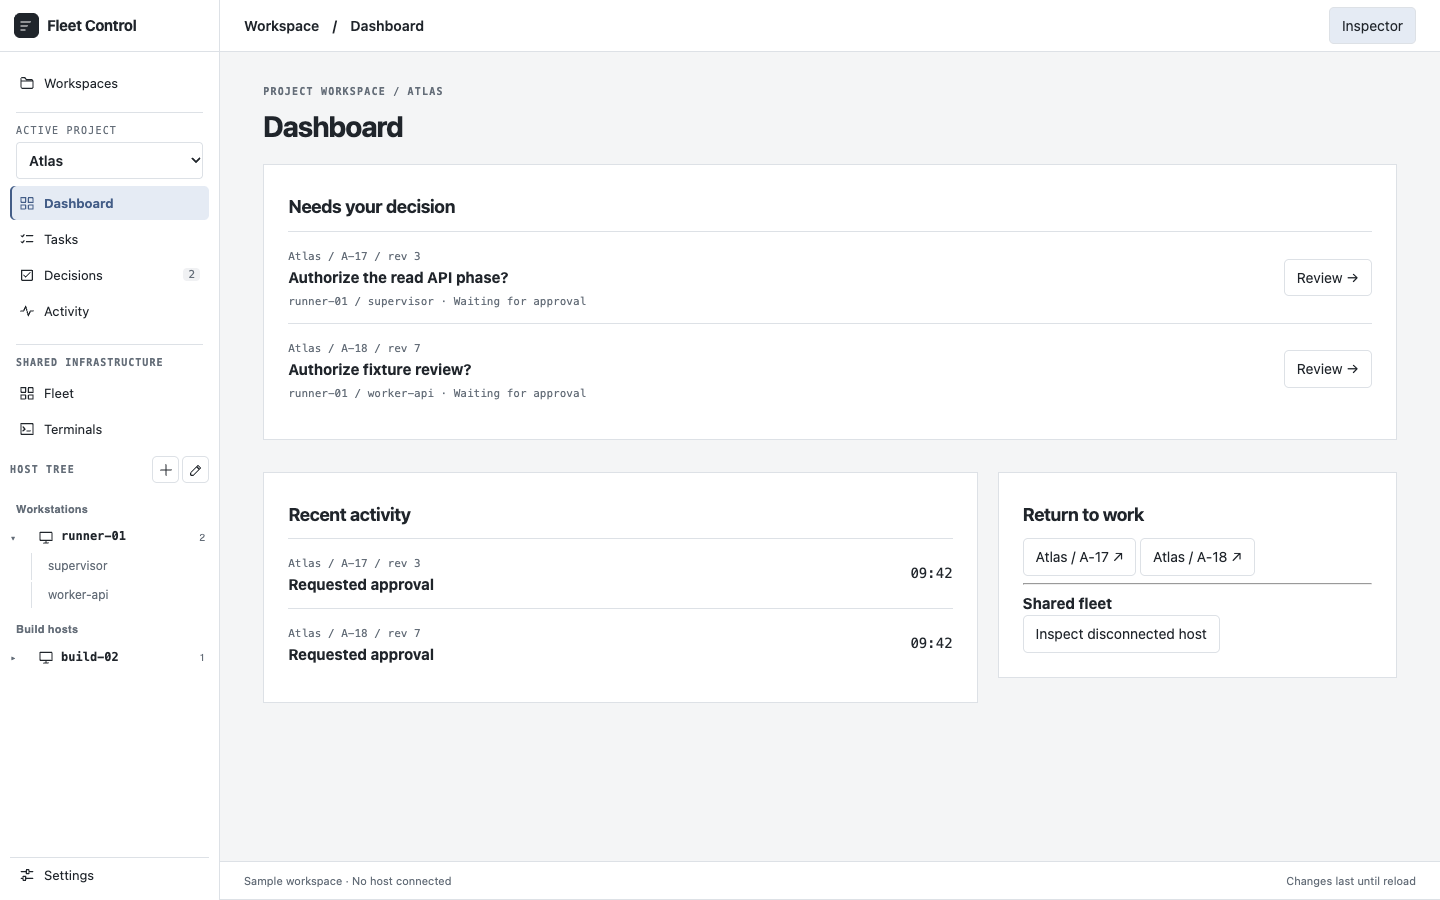 Fleet Control
Workspace / Dashboard
Inspector
Workspaces
ACTIVE PROJECT
Atlas
Dashboard
Tasks
Decisions 2
Activity
SHARED INFRASTRUCTURE
Fleet
Terminals
HOST TREE
Workstations
runner-01 2
supervisor
worker-api
Build hosts
build-02 1
Settings
PROJECT WORKSPACE / ATLAS
Dashboard
Needs your decision
Atlas / A-17 / rev 3
Authorize the read API phase?
runner-01 / supervisor · Waiting for approval
Review →
Atlas / A-18 / rev 7
Authorize fixture review?
runner-01 / worker-api · Waiting for approval
Review →
Recent activity
Atlas / A-17 / rev 3
Requested approval
09:42
Atlas / A-18 / rev 7
Requested approval
09:42
Return to work
Atlas / A-17 ↗ Atlas / A-18 ↗
Shared fleet
Inspect disconnected host
Sample workspace · No host connected
Changes last until reload